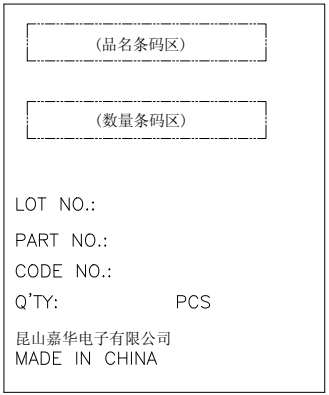 (品名条码区)
(数量条码区)
LOT NO.:
PART NO.:
CODE NO.:
Q'TY: PCS
昆山嘉华电子有限公司
MADE IN CHINA